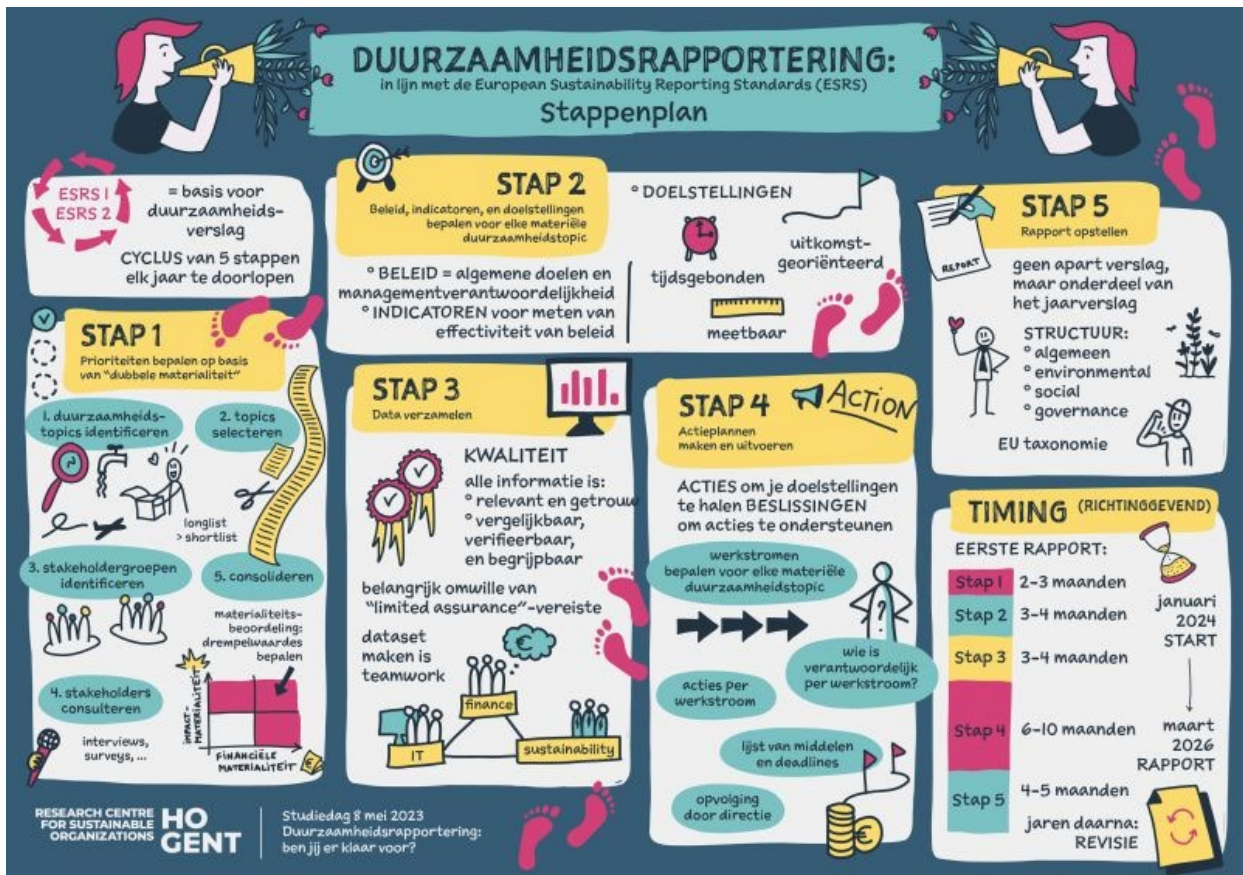 DUURZAAMHEIDSRAPPORTERING:
in lijn met de European Sustainability Reporting Standards (ESRS)
Stappenplan
ESRS 1
ESRS 2
= basis voor
duurzaamheids-
verslag
CYCLUS van 5 stappen
elk jaar te doorlopen
STAP 1
Prioriteiten bepalen op basis
van "dubbele materialiteit"
1. duurzaamheids-
topics identificeren
2. topics
selecteren
longlist
> shortlist
3. stakeholdergroepen
identificeren
4. stakeholders
consulteren
interviews,
surveys, ...
5. consolideren
materialiteits-
beoordeling:
drempelwaardes
bepalen
IMPACT-
MATERIALITEIT
FINANCIËLE
MATERIALITEIT
€
STAP 2
Beleid, indicatoren, en doelstellingen
bepalen voor elke materiële
duurzaamheidstopic
° BELEID = algemene doelen en
managementverantwoordelijkheid
° INDICATOREN voor meten van
effectiviteit van beleid
° DOELSTELLINGEN
tijdsgebonden
uitkomst-
georiënteerd
meetbaar
STAP 3
Data verzamelen
KWALITEIT
alle informatie is:
° relevant en getrouw
° vergelijkbaar,
verifieerbaar,
en begrijpbaar
belangrijk omwille van
"limited assurance"-vereiste
dataset
maken is
teamwork
€
finance
IT
sustainability
STAP 4
ACTION
Actieplannen
maken en uitvoeren
ACTIES om je doelstellingen
te halen BESLISSINGEN
om acties te ondersteunen
werkstromen
bepalen voor elke materiële
duurzaamheidstopic
?
wie is
verantwoordelijk
per werkstroom?
acties per
werkstroom
lijst van middelen
en deadlines
opvolging
door directie
€
STAP 5
Rapport opstellen
REPORT
geen apart verslag,
maar onderdeel van
het jaarverslag
STRUCTUUR:
° algemeen
° environmental
° social
° governance
EU taxonomie
TIMING (RICHTINGGEVEND)
EERSTE RAPPORT:
Stap 1 2-3 maanden
Stap 2 3-4 maanden
Stap 3 3-4 maanden
Stap 4 6-10 maanden
Stap 5 4-5 maanden
januari
2024
START
maart
2026
RAPPORT
jaren daarna:
REVISIE
RESEARCH CENTRE
FOR SUSTAINABLE
ORGANIZATIONS
HO
GENT
Studiedag 8 mei 2023
Duurzaamheidsrapportering:
ben jij er klaar voor?